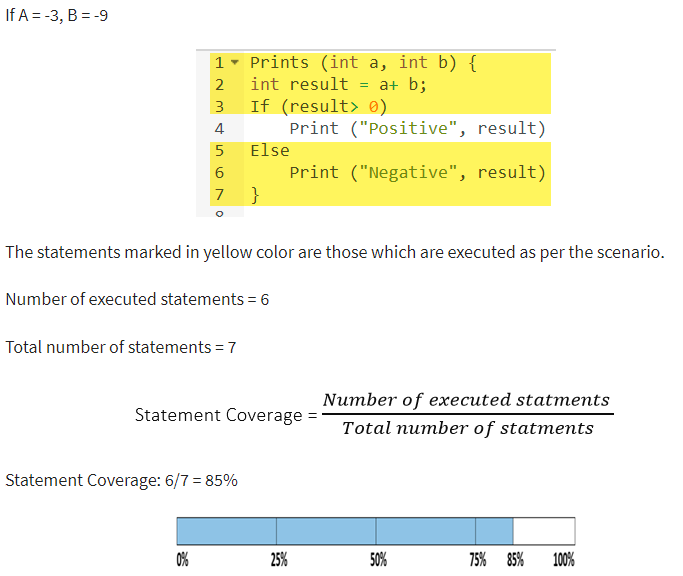 If A = -3, B = -9
1 Prints (int a, int b) {
2 int result = a+ b;
3 If (result> 0)
4 Print ("Positive", result)
5 Else
6 Print ("Negative", result)
7 }
The statements marked in yellow color are those which are executed as per the scenario.
Number of executed statements = 6
Total number of statements = 7
Number of executed statments
Statement Coverage =
Total number of statments
Statement Coverage: 6/7 = 85%
0% 25% 50% 75% 85% 100%